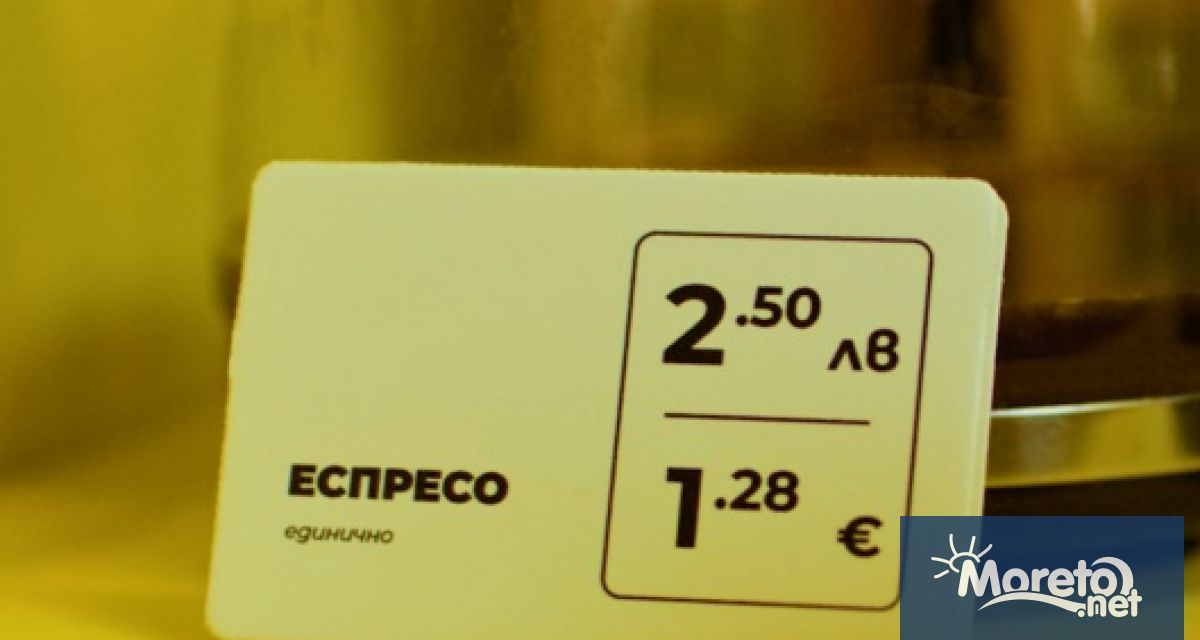 2.50 лв
1.28 €
ЕСПРЕСО
единично
Moreto
.net